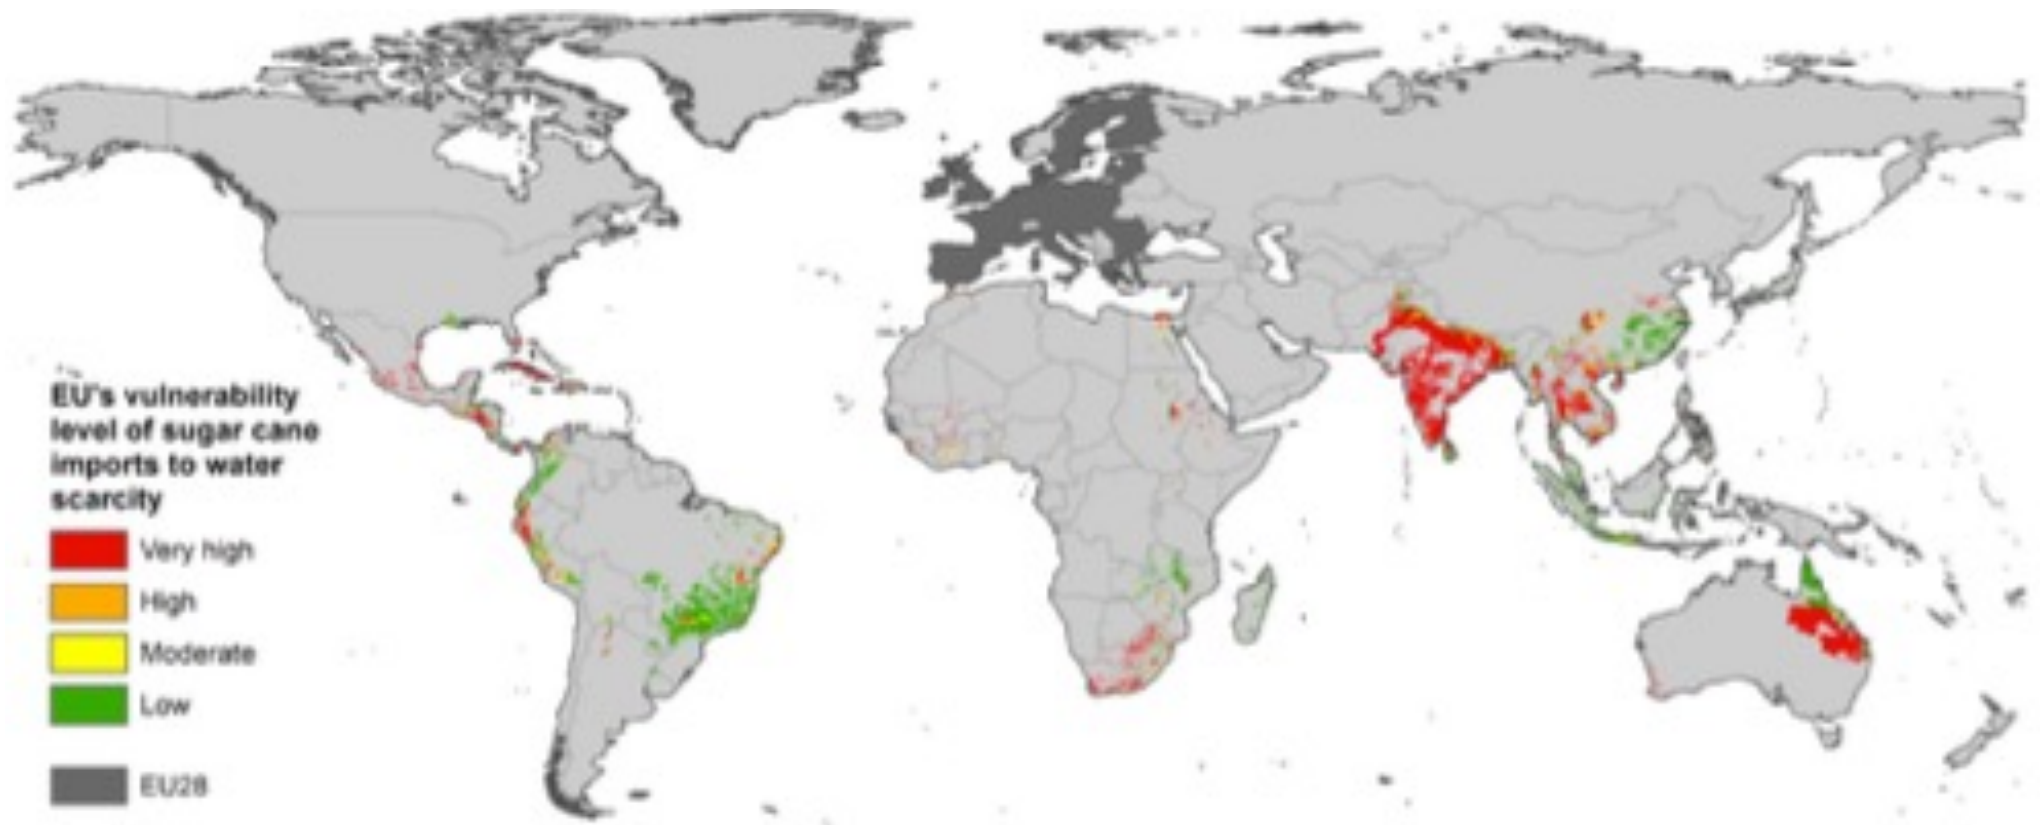 EU's vulnerability
level of sugar cane
imports to water
scarcity
Very high
High
Moderate
Low
EU28